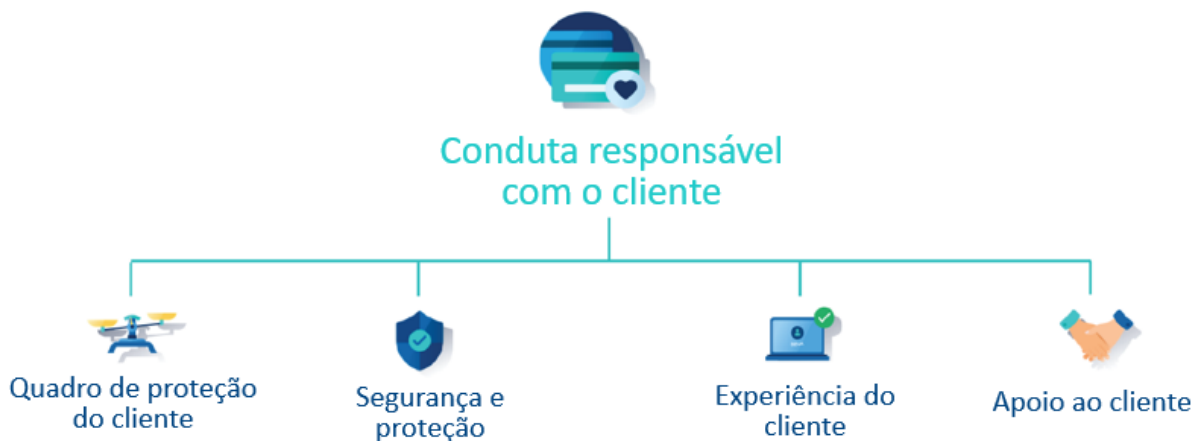 Conduta responsável
com o cliente
Quadro de proteção
do cliente
Segurança e
proteção
Experiência do
cliente
Apoio ao cliente